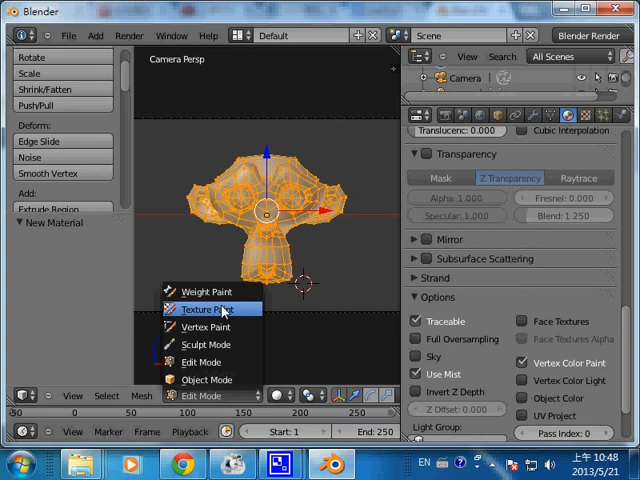 Blender
File Add Render Window Help
Default
Scene
Blender Render
Rotate
Scale
Shrink/Fatten
Push/Pull
Deform:
Edge Slide
Noise
Smooth Vertex
Add:
Extrude Region
New Material
Camera Persp
View Search All Scenes
Camera
Translucenc: 0.000
Cubic Interpolation
Transparency
Mask Z Transparency Raytrace
Alpha: 1.000 Fresnel: 0.000
Specular: 1.000 Blend: 1.250
Mirror
Subsurface Scattering
Strand
Options
Traceable Face Textures
Full Oversampling Face Textures Alpha
Sky Vertex Color Paint
Use Mist Vertex Color Light
Invert Z Depth Object Color
Z Offset: 0.000 UV Project
Light Group: Pass Index: 0
Weight Paint
Texture Paint
Vertex Paint
Sculpt Mode
Edit Mode
Object Mode
View Select Mesh Edit Mode
-50 0 50 100 150 200 250
View Marker Frame Playback Start: 1 End: 250
EN
上午 10:48
2013/5/21